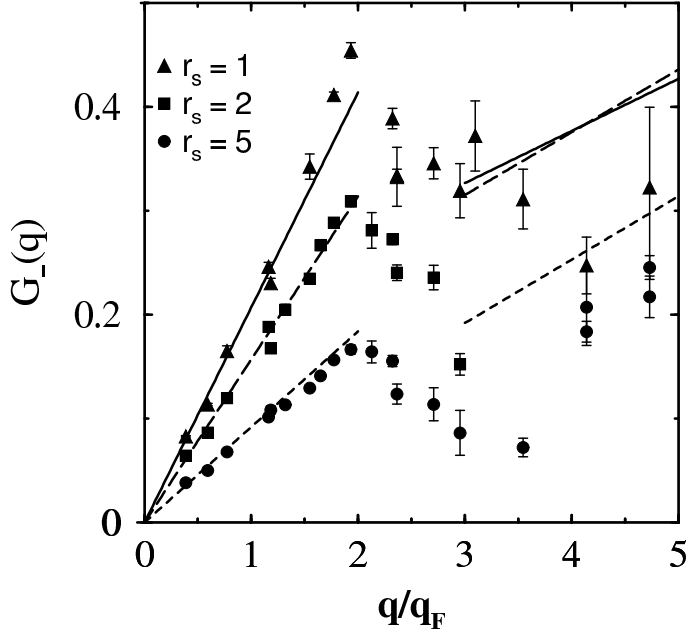 r_s = 1
r_s = 2
r_s = 5
G_-(q)
0.4
0.2
0
0 1 2 3 4 5
q/q_F